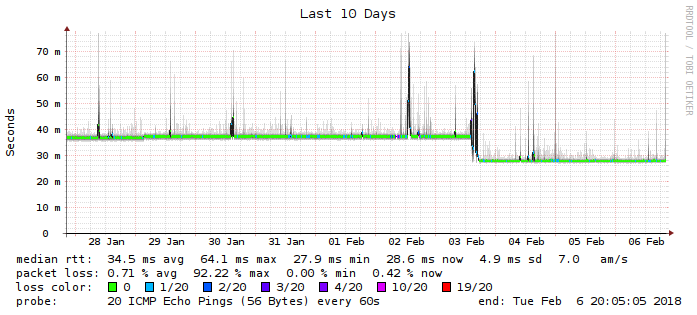 Last 10 Days
RRDTOOL / TOBI OETIKER
Seconds
70 m
60 m
50 m
40 m
30 m
20 m
10 m
0
28 Jan 29 Jan 30 Jan 31 Jan 01 Feb 02 Feb 03 Feb 04 Feb 05 Feb 06 Feb
median rtt: 34.5 ms avg 64.1 ms max 27.9 ms min 28.6 ms now 4.9 ms sd 7.0 am/s
packet loss: 0.71 % avg 92.22 % max 0.00 % min 0.42 % now
loss color: 0 1/20 2/20 3/20 4/20 10/20 19/20
probe: 20 ICMP Echo Pings (56 Bytes) every 60s end: Tue Feb 6 20:05:05 2018